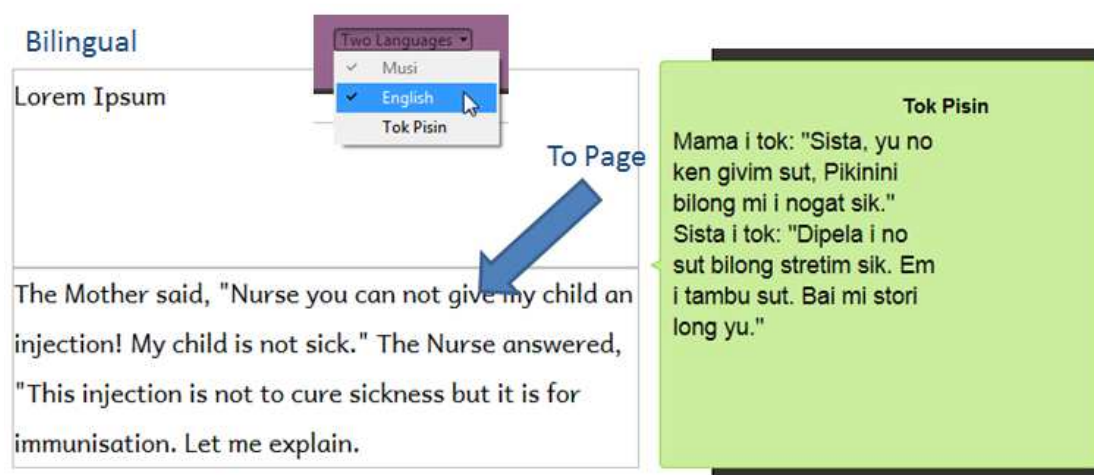 Bilingual
Two Languages
Musi
English
Tok Pisin
Lorem Ipsum
To Page
The Mother said, "Nurse you can not give my child an
injection! My child is not sick." The Nurse answered,
"This injection is not to cure sickness but it is for
immunisation. Let me explain.
Tok Pisin
Mama i tok: "Sista, yu no
ken givim sut, Pikinini
bilong mi i nogat sik."
Sista i tok: "Dipela i no
sut bilong stretim sik. Em
i tambu sut. Bai mi stori
long yu."